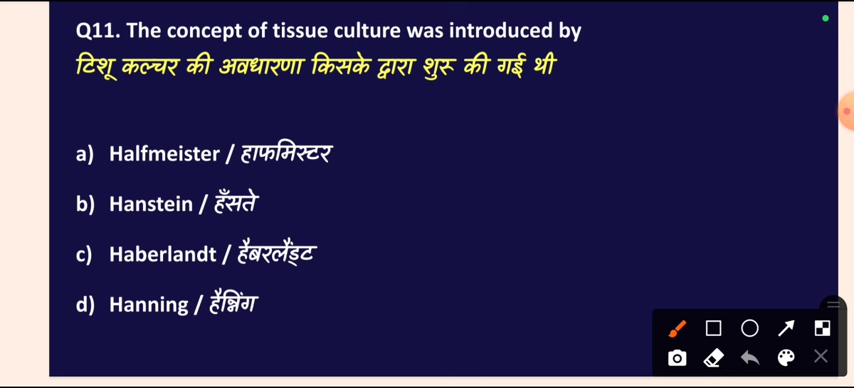 Q11. The concept of tissue culture was introduced by
टिशू कल्चर की अवधारणा किसके द्वारा शुरू की गई थी
a) Halfmeister / हाफमिस्टर
b) Hanstein / हँसते
c) Haberlandt / हैबरलैंड्ट
d) Hanning / हैन्निंग